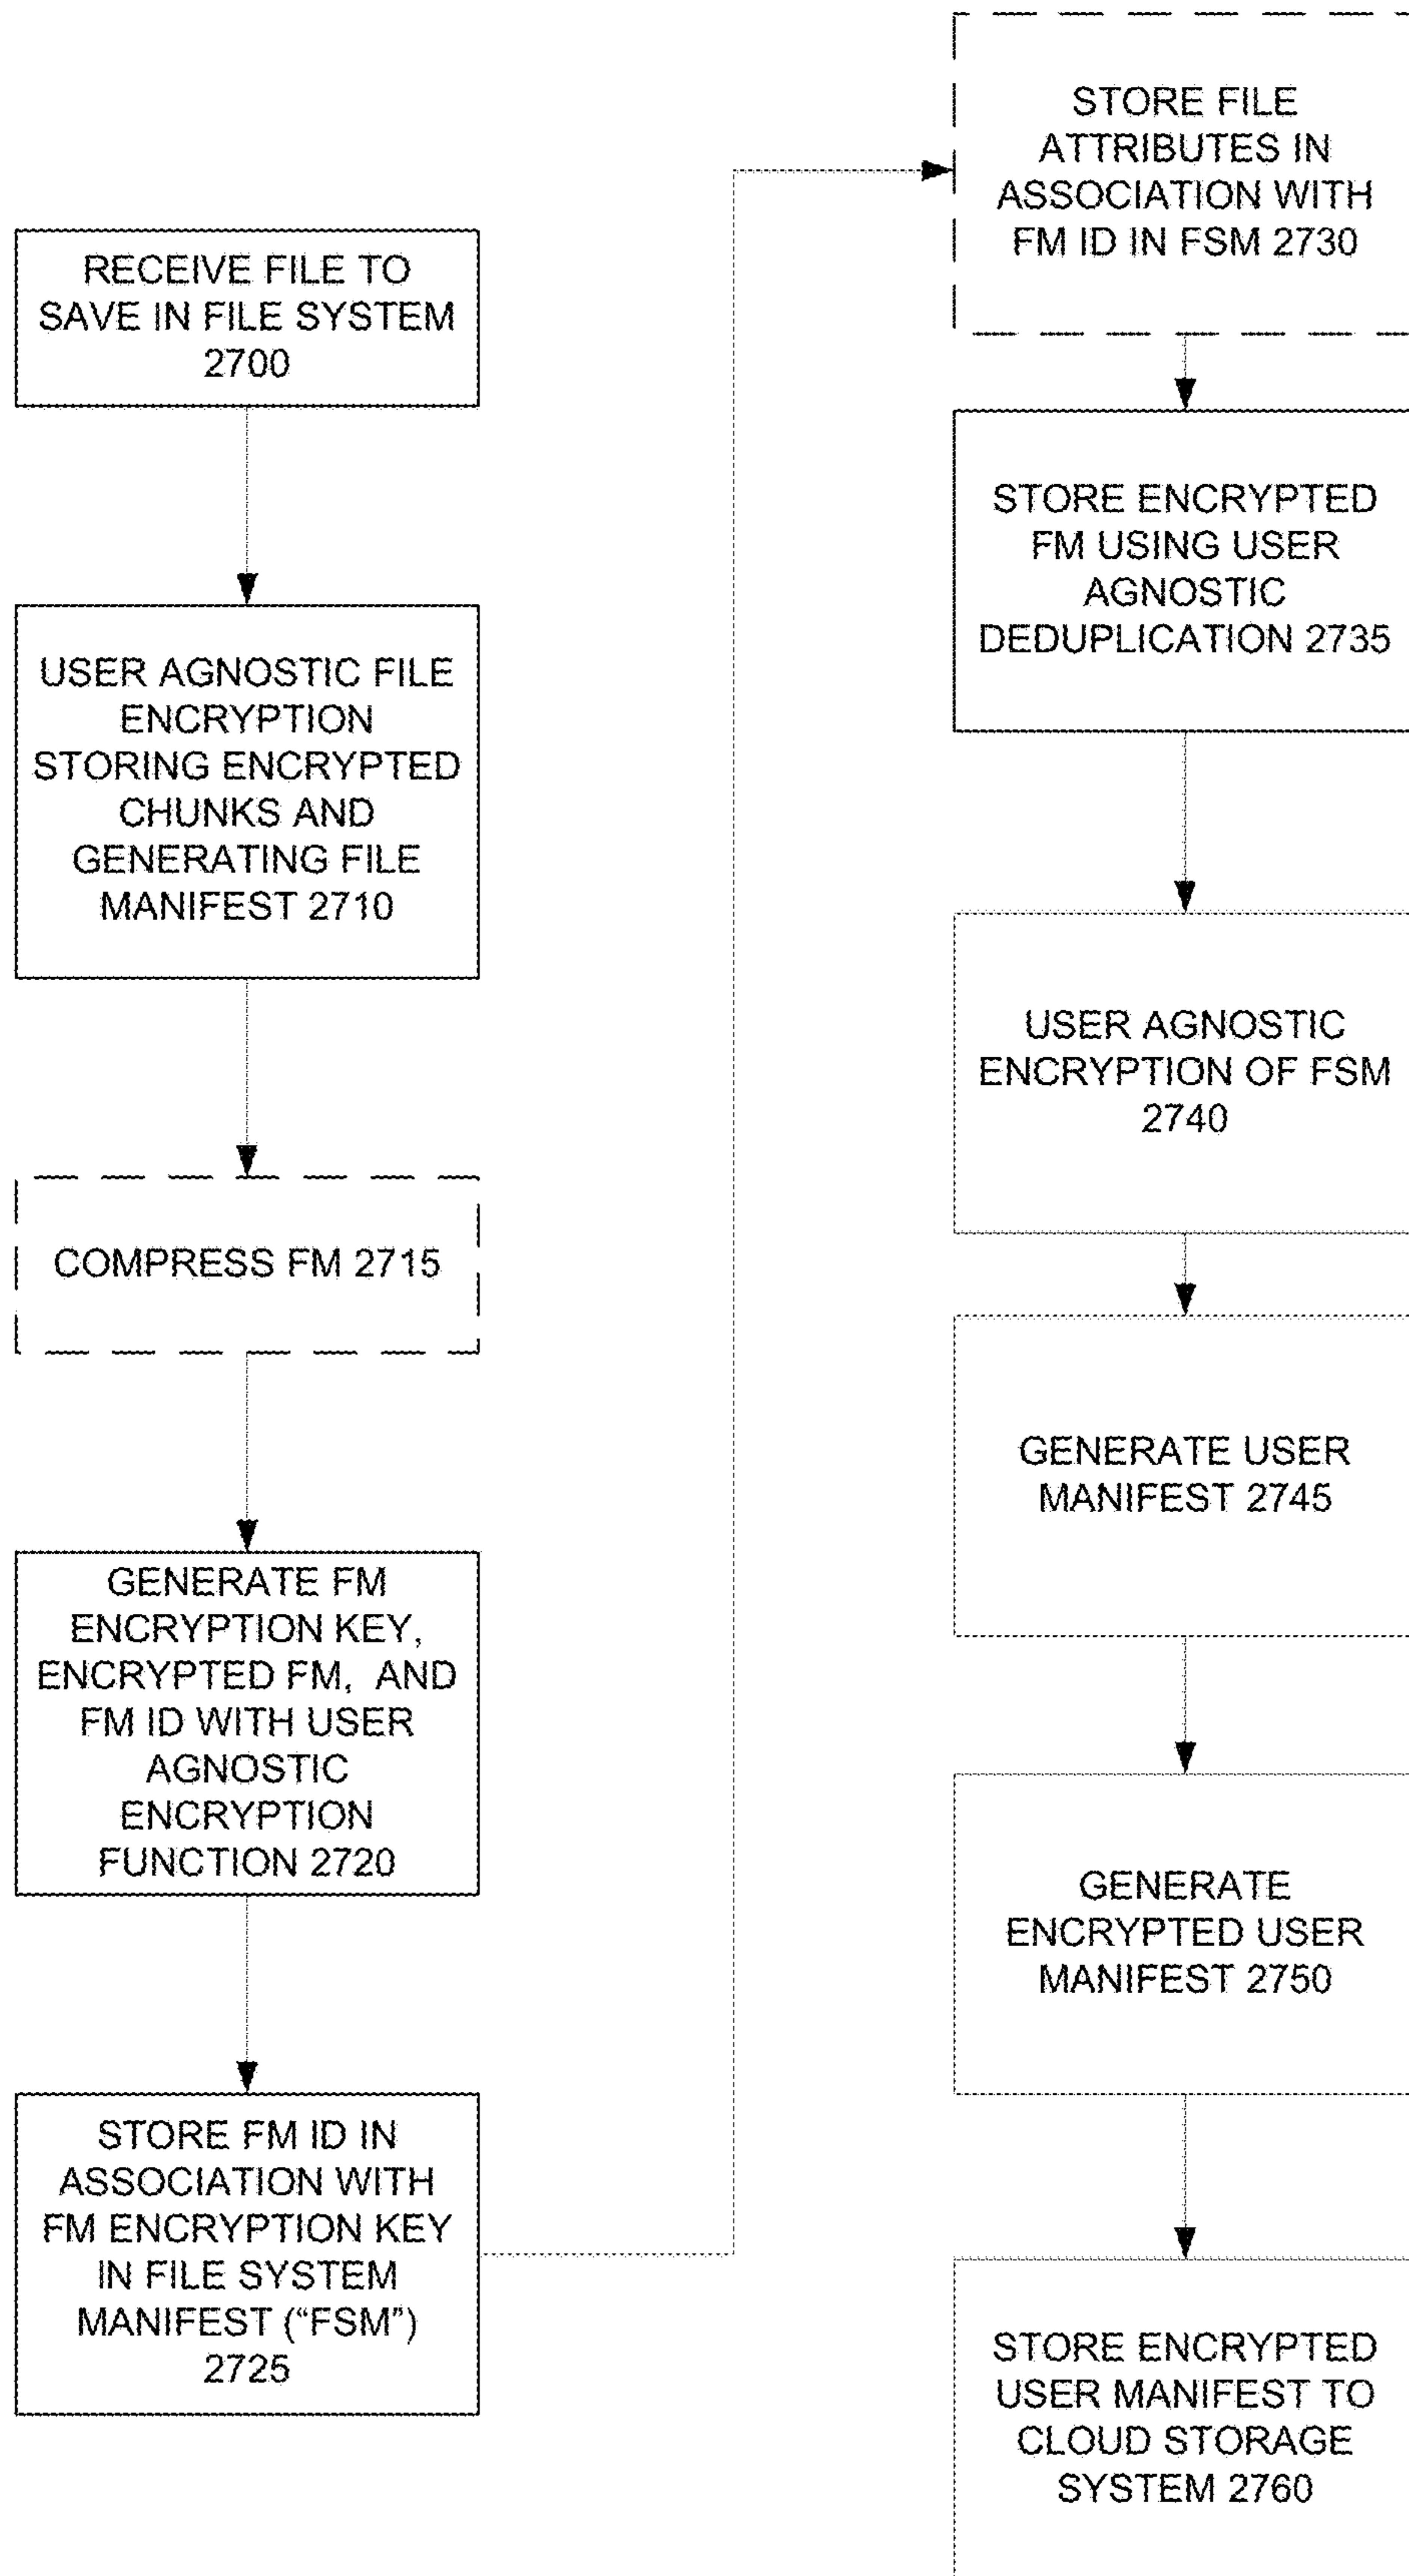 RECEIVE FILE TO
SAVE IN FILE SYSTEM
2700
USER AGNOSTIC FILE
ENCRYPTION
STORING ENCRYPTED
CHUNKS AND
GENERATING FILE
MANIFEST 2710
COMPRESS FM 2715
GENERATE FM
ENCRYPTION KEY,
ENCRYPTED FM, AND
FM ID WITH USER
AGNOSTIC
ENCRYPTION
FUNCTION 2720
STORE FM ID IN
ASSOCIATION WITH
FM ENCRYPTION KEY
IN FILE SYSTEM
MANIFEST (“FSM”)
2725
STORE FILE
ATTRIBUTES IN
ASSOCIATION WITH
FM ID IN FSM 2730
STORE ENCRYPTED
FM USING USER
AGNOSTIC
DEDUPLICATION 2735
USER AGNOSTIC
ENCRYPTION OF FSM
2740
GENERATE USER
MANIFEST 2745
GENERATE
ENCRYPTED USER
MANIFEST 2750
STORE ENCRYPTED
USER MANIFEST TO
CLOUD STORAGE
SYSTEM 2760